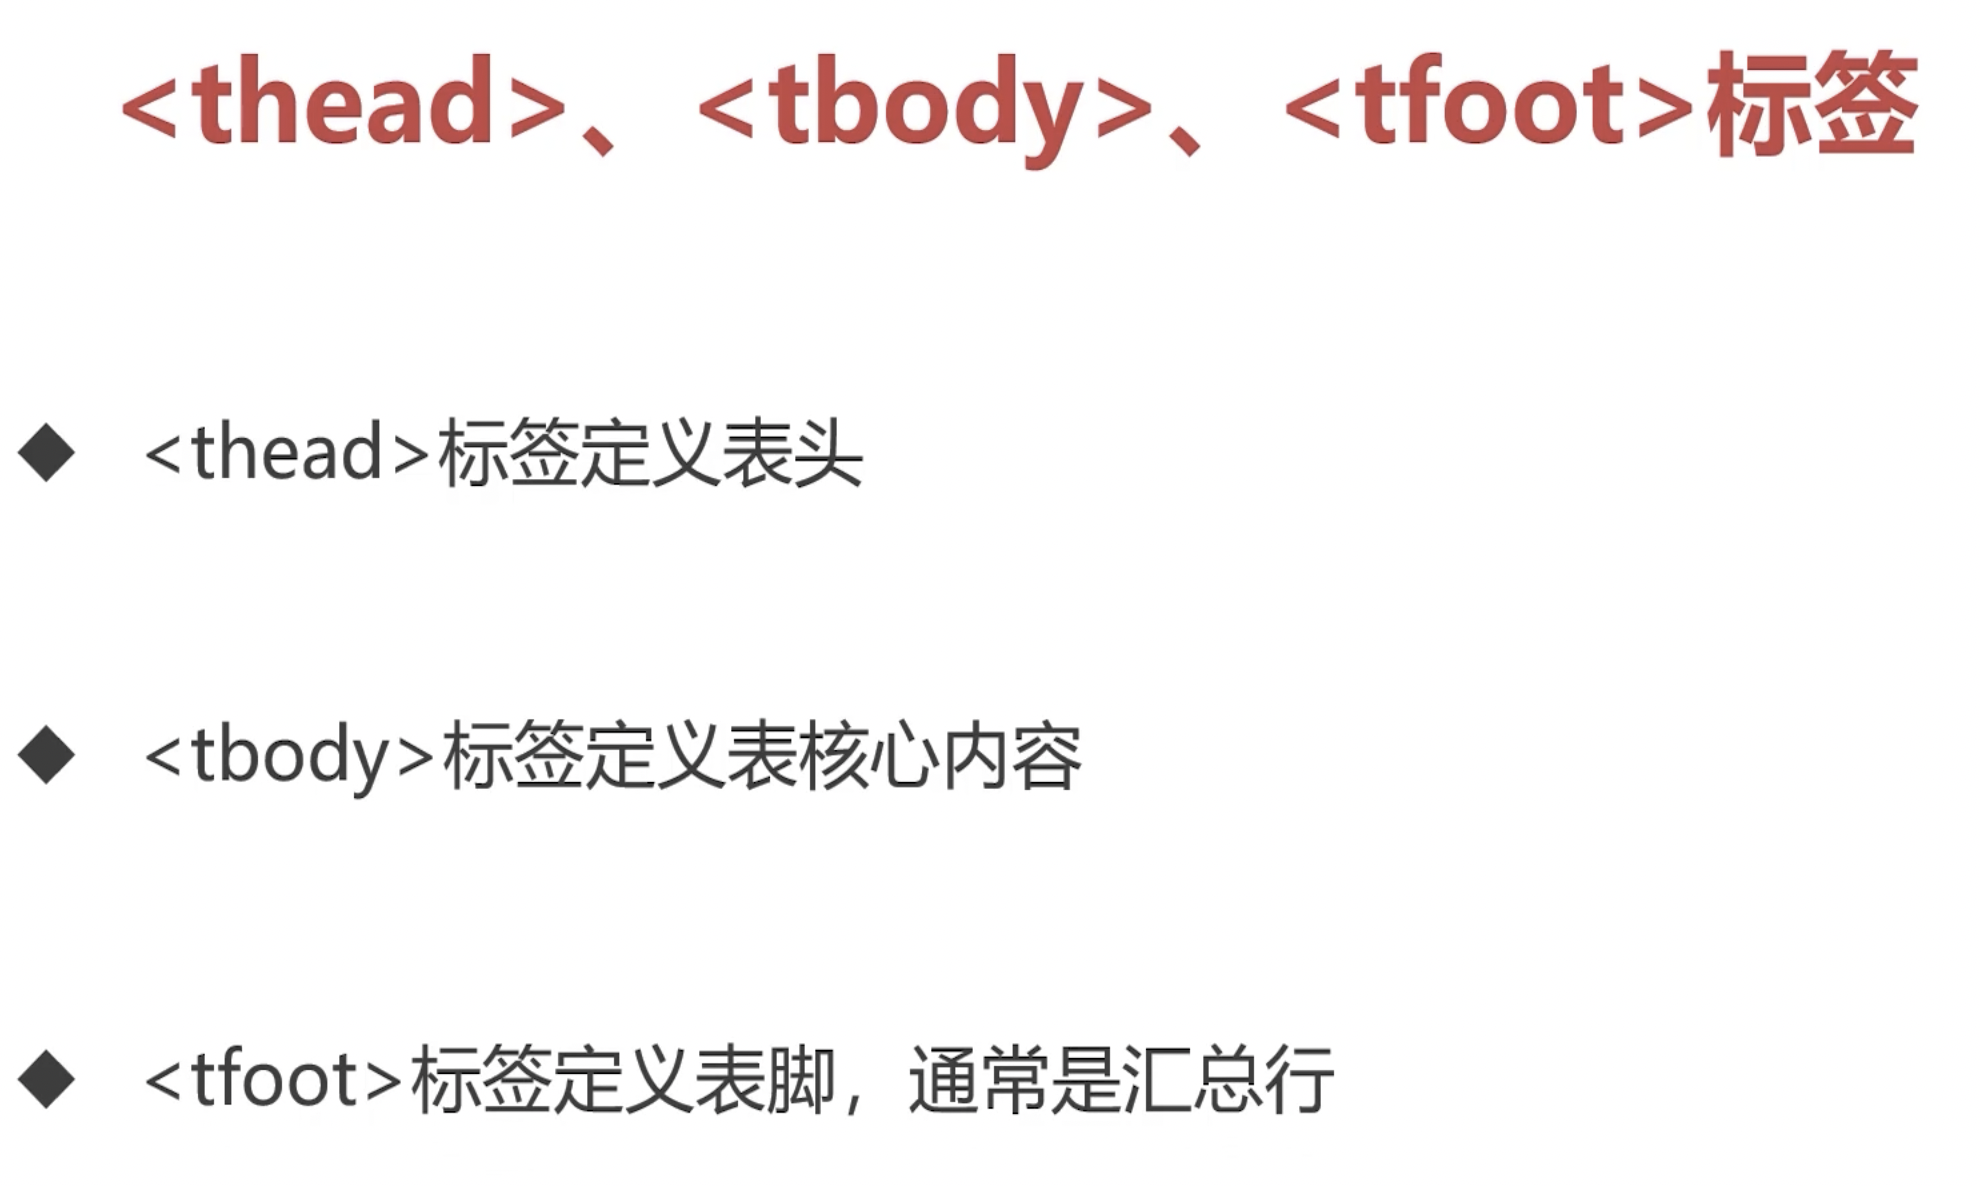 <thead>、<tbody>、<tfoot>标签
◆ <thead>标签定义表头
◆ <tbody>标签定义表核心内容
◆ <tfoot>标签定义表脚，通常是汇总行